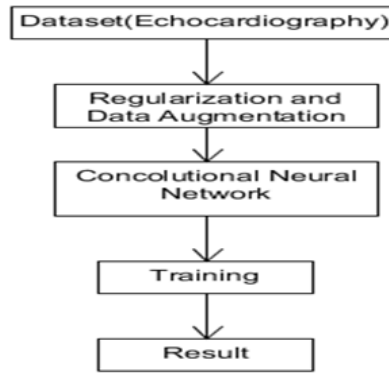 Dataset(Echocardiography)
Regularization and
Data Augmentation
Concolutional Neural
Network
Training
Result